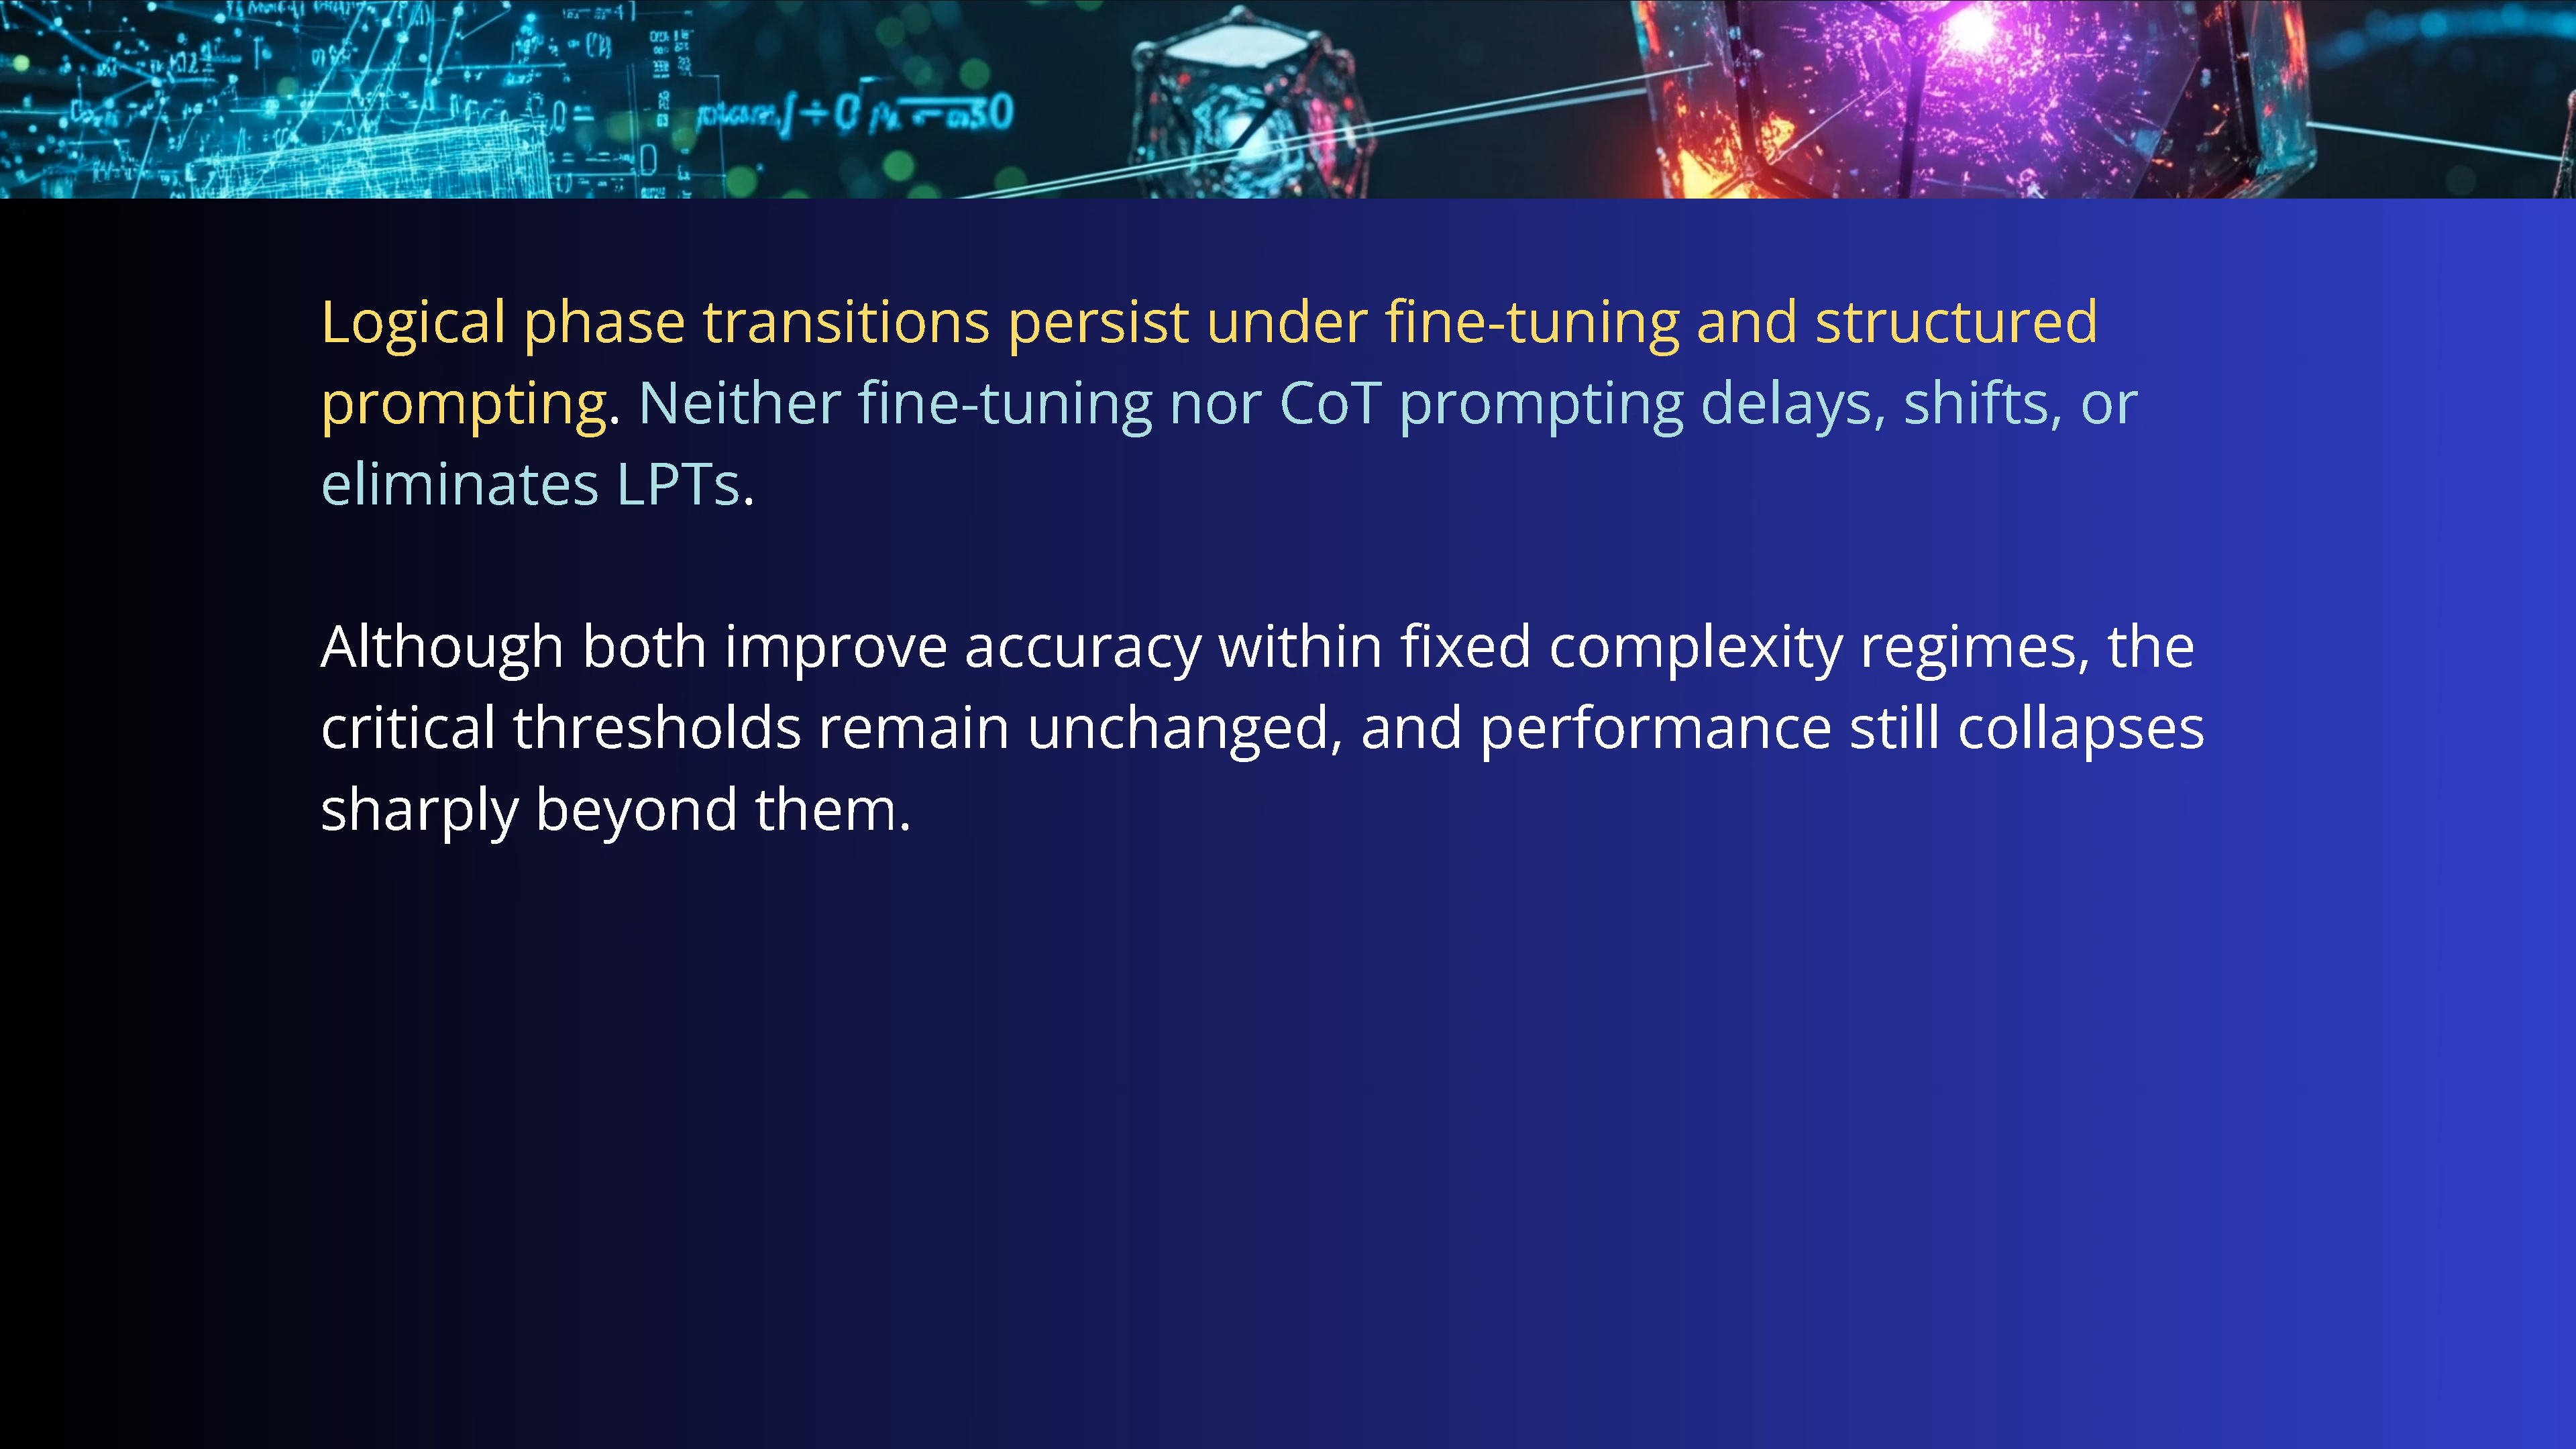 Logical phase transitions persist under fine-tuning and structured
prompting. Neither fine-tuning nor CoT prompting delays, shifts, or
eliminates LPTs.
Although both improve accuracy within fixed complexity regimes, the
critical thresholds remain unchanged, and performance still collapses
sharply beyond them.